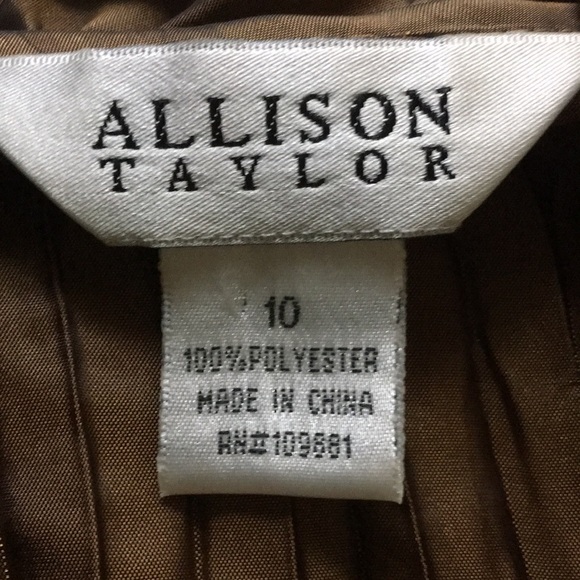 ALLISON
TAYLOR
10
100%POLYESTER
MADE IN CHINA
RN#109881